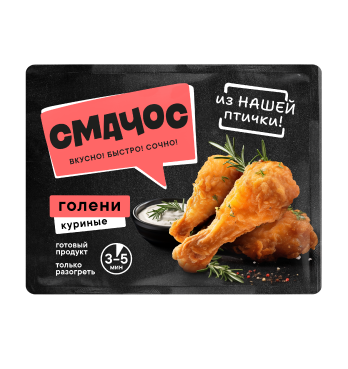 СМАЧОС
ВКУСНО! БЫСТРО! СОЧНО!
из НАШЕЙ
птички!
голени
куриные
готовый
продукт
только
разогреть
3–5
мин